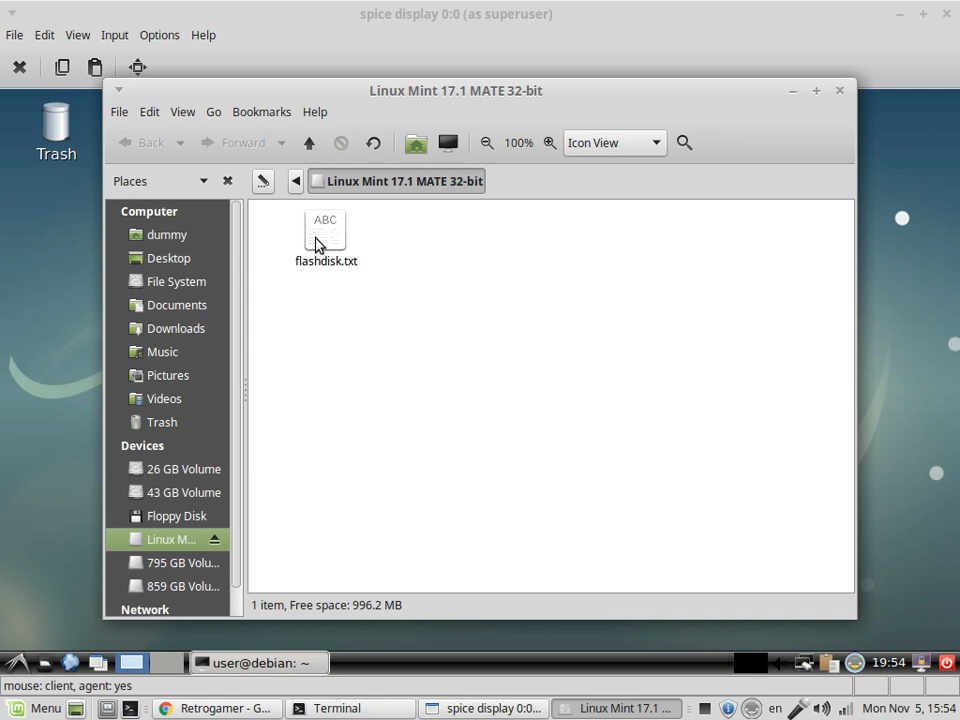 spice display 0:0 (as superuser)
File Edit View Input Options Help
Trash
Linux Mint 17.1 MATE 32-bit
File Edit View Go Bookmarks Help
Back Forward 100% Icon View
Places Linux Mint 17.1 MATE 32-bit
Computer
dummy
Desktop
File System
Documents
Downloads
Music
Pictures
Videos
Trash
Devices
26 GB Volume
43 GB Volume
Floppy Disk
Linux M...
795 GB Volu...
859 GB Volu...
Network
ABC
flashdisk.txt
1 item, Free space: 996.2 MB
user@debian: ~ 19:54
mouse: client, agent: yes
Menu Retrogamer - G... Terminal spice display 0:0... Linux Mint 17.1 ... en Mon Nov 5, 15:54